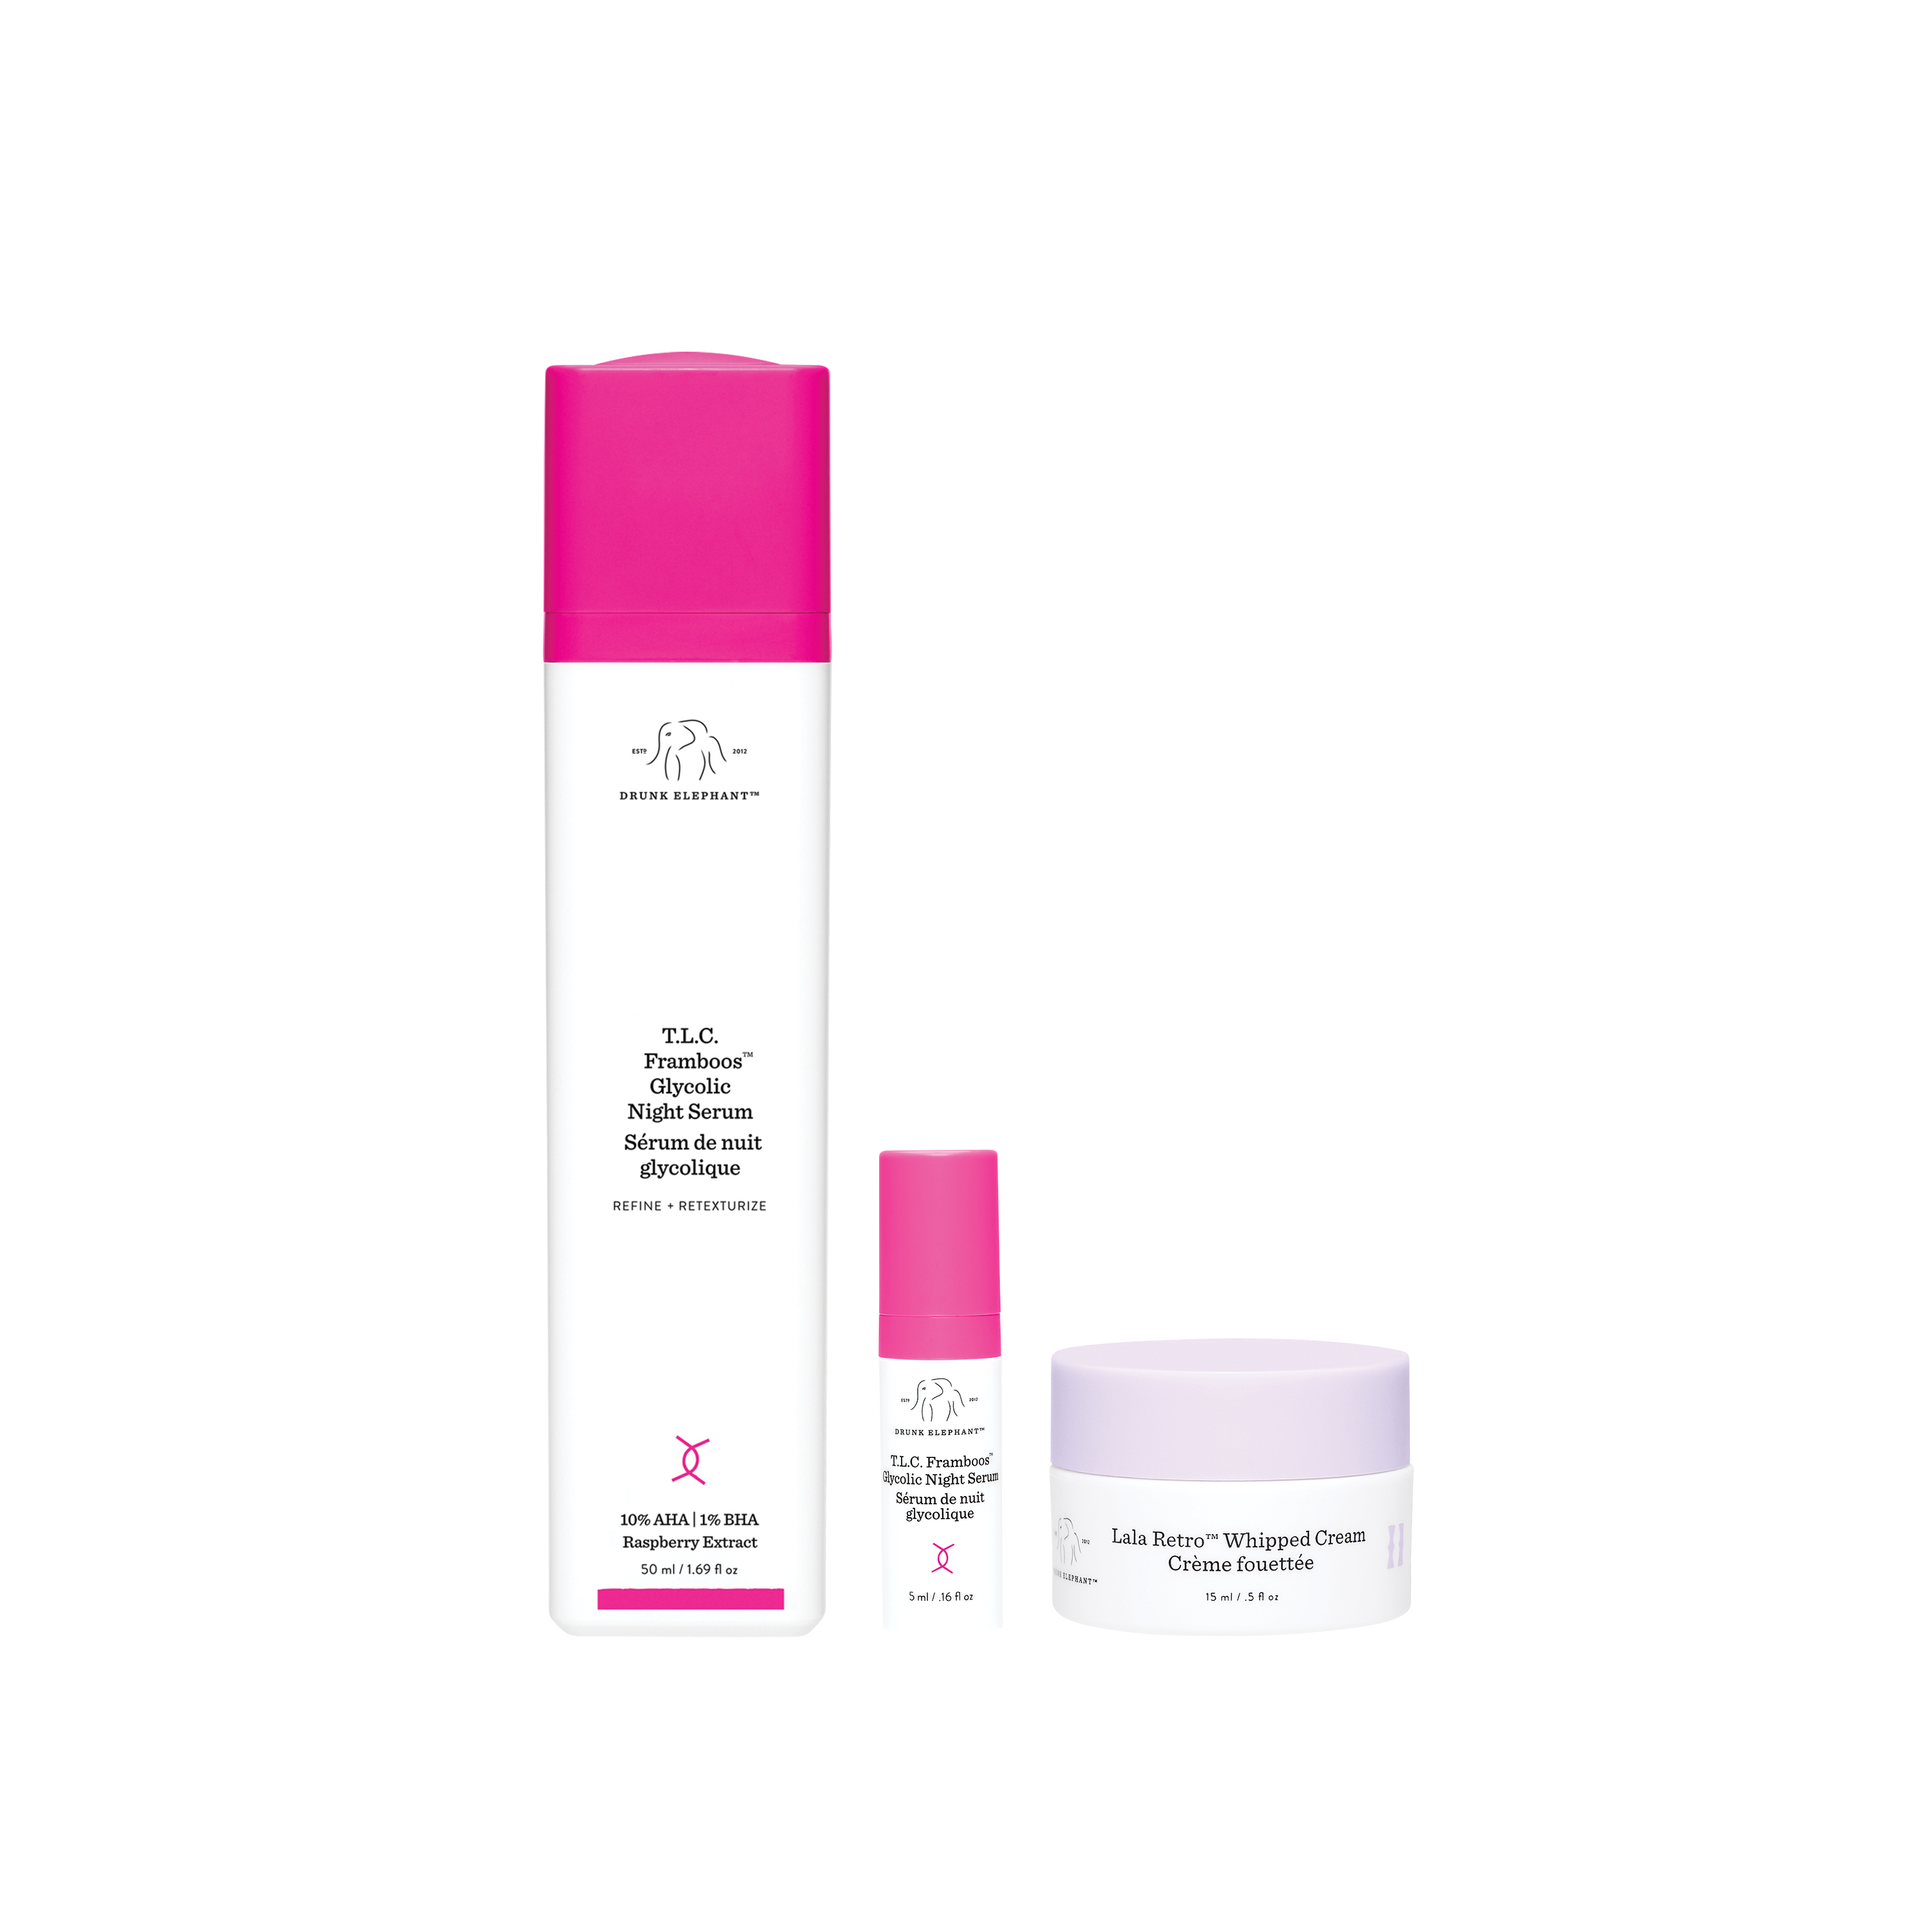 ESTD 2012
DRUNK ELEPHANT™
T.L.C.
Framboos™
Glycolic
Night Serum
Sérum de nuit
glycolique
REFINE + RETEXTURIZE
10% AHA | 1% BHA
Raspberry Extract
50 ml / 1.69 fl oz
ESTD 2012
DRUNK ELEPHANT™
T.L.C. Framboos™
Glycolic Night Serum
Sérum de nuit
glycolique
5 ml / .16 fl oz
2012
ELEPHANT™
Lala Retro™ Whipped Cream
Crème fouettée
15 ml / .5 fl oz